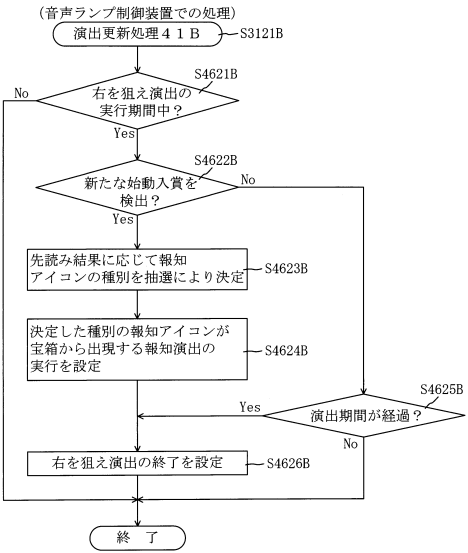 (音声ランプ制御装置での処理)
演出更新処理41B
S3121B
S4621B
右を狙え演出の
実行期間中?
No
Yes
S4622B
新たな始動入賞を
検出?
No
Yes
先読み結果に応じて報知
アイコンの種別を抽選により決定
S4623B
決定した種別の報知アイコンが
宝箱から出現する報知演出の
実行を設定
S4624B
S4625B
演出期間が経過?
Yes
No
右を狙え演出の終了を設定
S4626B
終 了